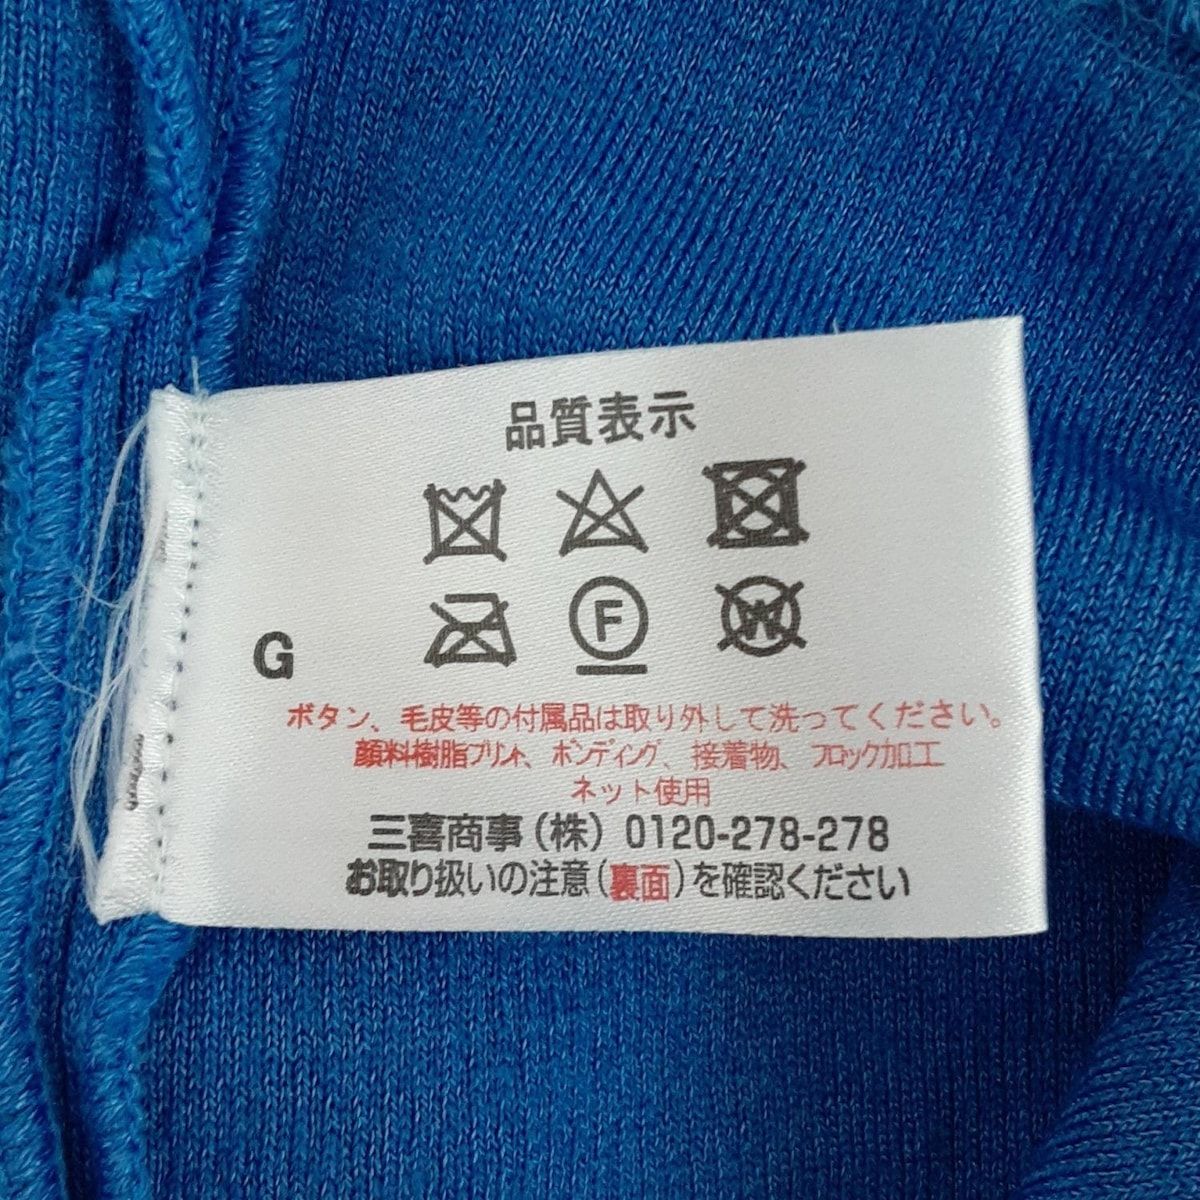 品質表示
F
W
G
ボタン、毛皮等の付属品は取り外して洗ってください。
顔料樹脂プリント、ボンディング、接着物、フロック加工
ネット使用
三喜商事(株) 0120-278-278
お取り扱いの注意(裏面)を確認ください